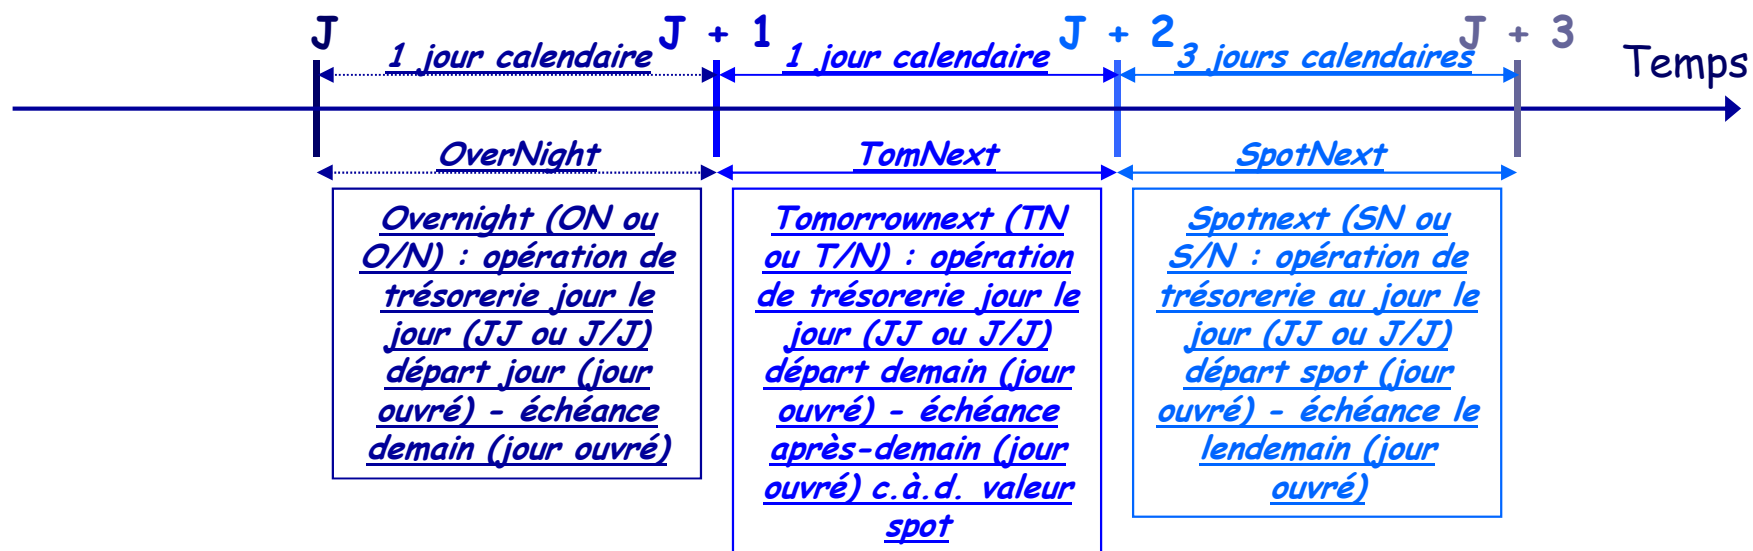 J
J + 1
J + 2
J + 3
1 jour calendaire
1 jour calendaire
3 jours calendaires
Temps
OverNight
TomNext
SpotNext
Overnight (ON ou
O/N) : opération de
trésorerie jour le
jour (JJ ou J/J)
départ jour (jour
ouvré) - échéance
demain (jour ouvré)
Tomorrownext (TN
ou T/N) : opération
de trésorerie jour le
jour (JJ ou J/J)
départ demain (jour
ouvré) - échéance
après-demain (jour
ouvré) c.à.d. valeur
spot
Spotnext (SN ou
S/N : opération de
trésorerie au jour le
jour (JJ ou J/J)
départ spot (jour
ouvré) - échéance le
lendemain (jour
ouvré)